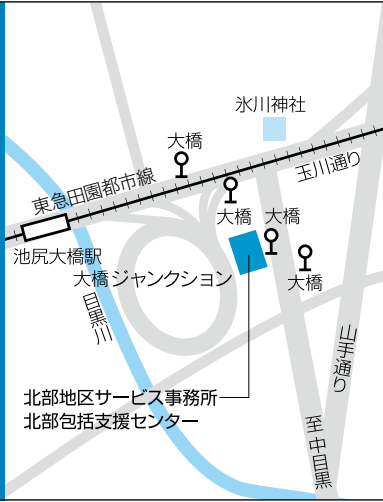 氷川神社
大橋
玉川通り
東急田園都市線
大橋
大橋
池尻大橋駅
大橋ジャンクション
大橋
目黒川
山手通り
北部地区サービス事務所
北部包括支援センター
至 中目黒